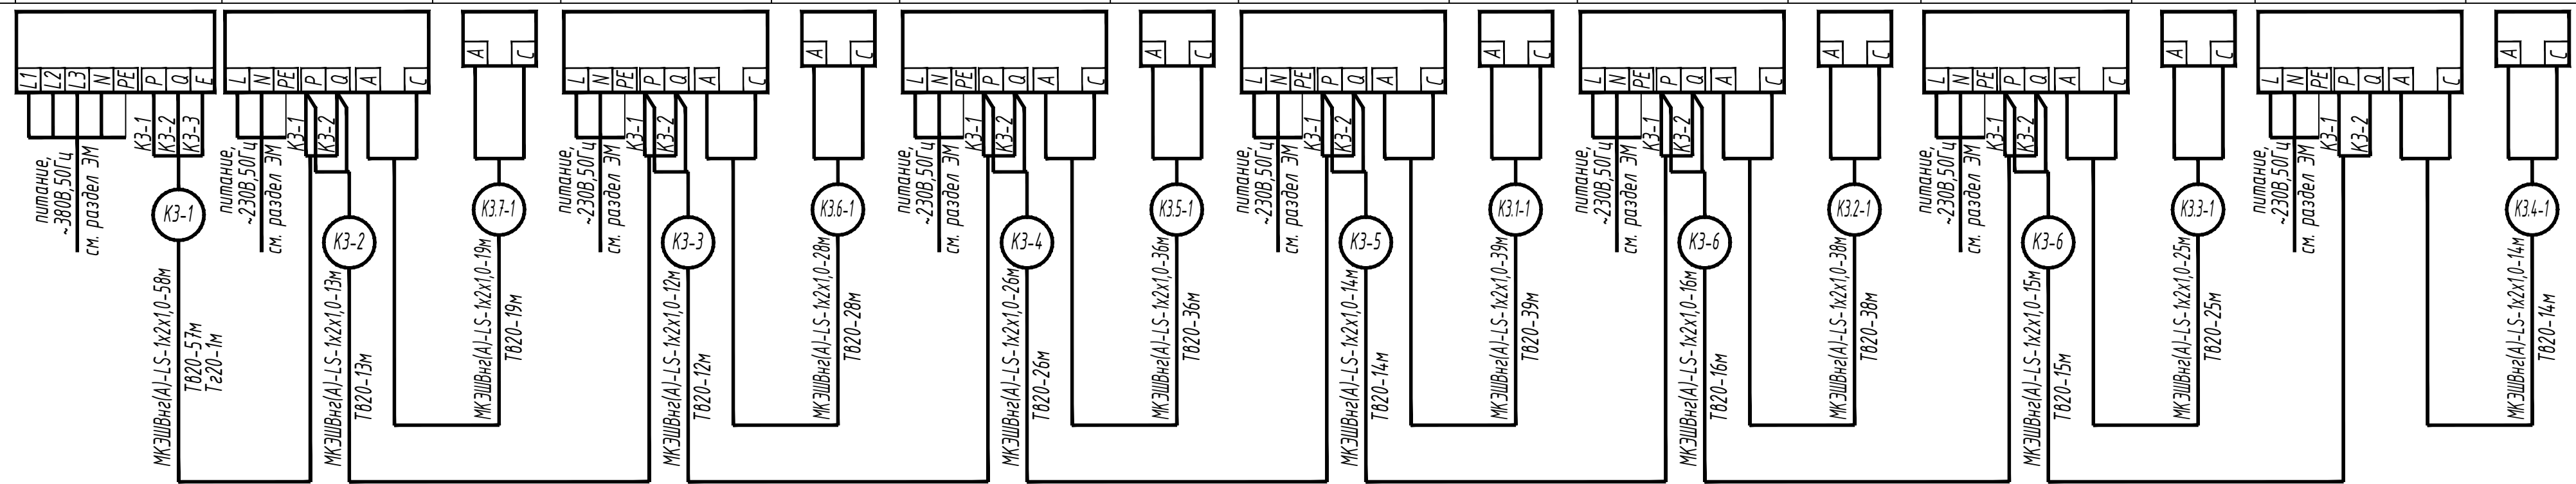 L1 L2 L3 N PE P Q E
К3-1
К3-2
К3-3
питание,
~380В,50Гц
см. раздел ЭМ
К3-1
МКЭШВнг(А)-LS-1х2х1,0-58м
ТВ20-57м
Тг20-1м
L N PE P Q A C
К3-1
К3-2
питание,
~230В,50Гц
см. раздел ЭМ
К3-2
МКЭШВнг(А)-LS-1х2х1,0-13м
ТВ20-13м
A C
К3.7-1
МКЭШВнг(А)-LS-1х2х1,0-19м
ТВ20-19м
L N PE P Q A C
К3-1
К3-2
питание,
~230В,50Гц
см. раздел ЭМ
К3-3
МКЭШВнг(А)-LS-1х2х1,0-12м
ТВ20-12м
A C
К3.6-1
МКЭШВнг(А)-LS-1х2х1,0-28м
ТВ20-28м
L N PE P Q A C
К3-1
К3-2
питание,
~230В,50Гц
см. раздел ЭМ
К3-4
МКЭШВнг(А)-LS-1х2х1,0-26м
ТВ20-26м
A C
К3.5-1
МКЭШВнг(А)-LS-1х2х1,0-36м
ТВ20-36м
L N PE P Q A C
К3-1
К3-2
питание,
~230В,50Гц
см. раздел ЭМ
К3-5
МКЭШВнг(А)-LS-1х2х1,0-14м
ТВ20-14м
A C
К3.1-1
МКЭШВнг(А)-LS-1х2х1,0-39м
ТВ20-39м
L N PE P Q A C
К3-1
К3-2
питание,
~230В,50Гц
см. раздел ЭМ
К3-6
МКЭШВнг(А)-LS-1х2х1,0-16м
ТВ20-16м
A C
К3.2-1
МКЭШВнг(А)-LS-1х2х1,0-38м
ТВ20-38м
L N PE P Q A C
К3-1
К3-2
питание,
~230В,50Гц
см. раздел ЭМ
К3-6
МКЭШВнг(А)-LS-1х2х1,0-15м
ТВ20-15м
A C
К3.3-1
МКЭШВнг(А)-LS-1х2х1,0-25м
ТВ20-25м
L N PE P Q A C
К3-1
К3-2
питание,
~230В,50Гц
см. раздел ЭМ
A C
К3.4-1
МКЭШВнг(А)-LS-1х2х1,0-14м
ТВ20-14м